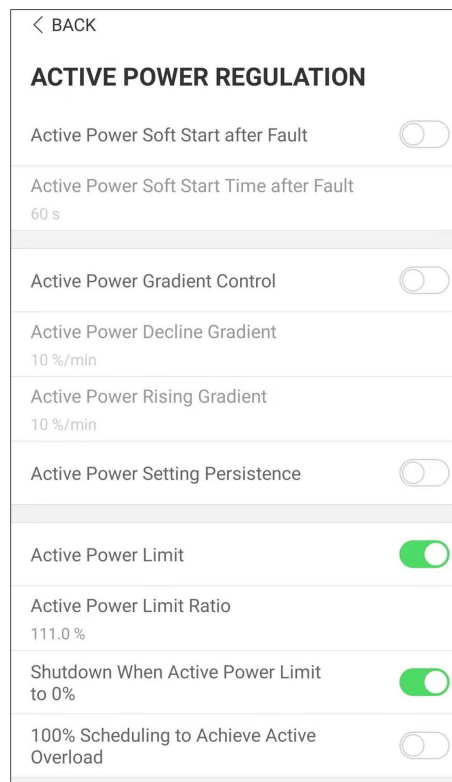 BACK
ACTIVE POWER REGULATION
Active Power Soft Start after Fault
Active Power Soft Start Time after Fault
60 s
Active Power Gradient Control
Active Power Decline Gradient
10 %/min
Active Power Rising Gradient
10 %/min
Active Power Setting Persistence
Active Power Limit
Active Power Limit Ratio
111.0 %
Shutdown When Active Power Limit
to 0%
100% Scheduling to Achieve Active
Overload